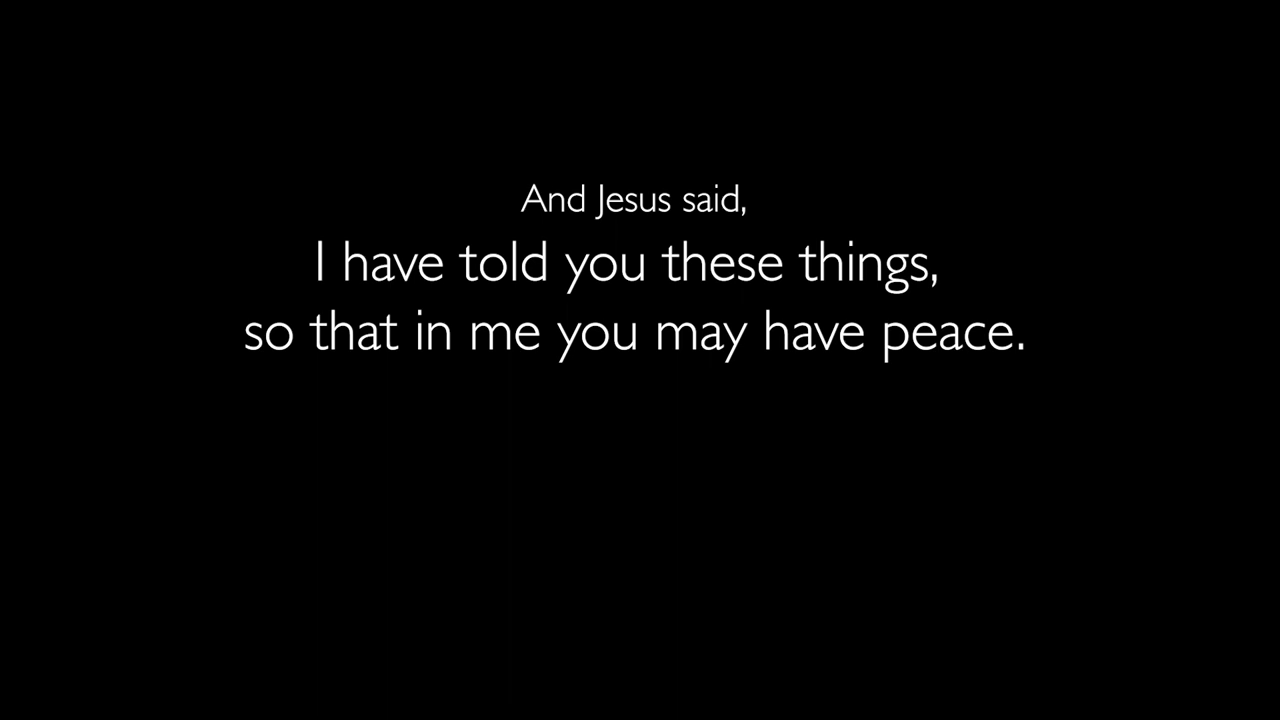 And Jesus said,
I have told you these things,
so that in me you may have peace.